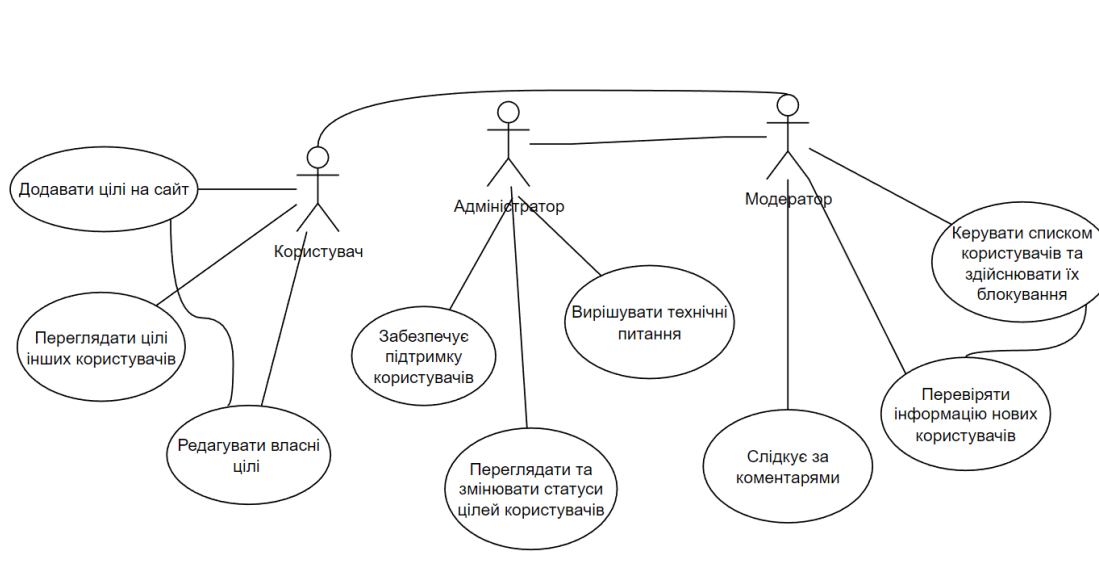 Додавати цілі на сайт
Користувач
Адміністратор
Модератор
Переглядати цілі
інших користувачів
Редагувати власні
цілі
Забезпечує
підтримку
користувачів
Вирішувати технічні
питання
Переглядати та
змінювати статуси
цілей користувачів
Слідкує за
коментарями
Керувати списком
користувачів та
здійснювати їх
блокування
Перевіряти
інформацію нових
користувачів